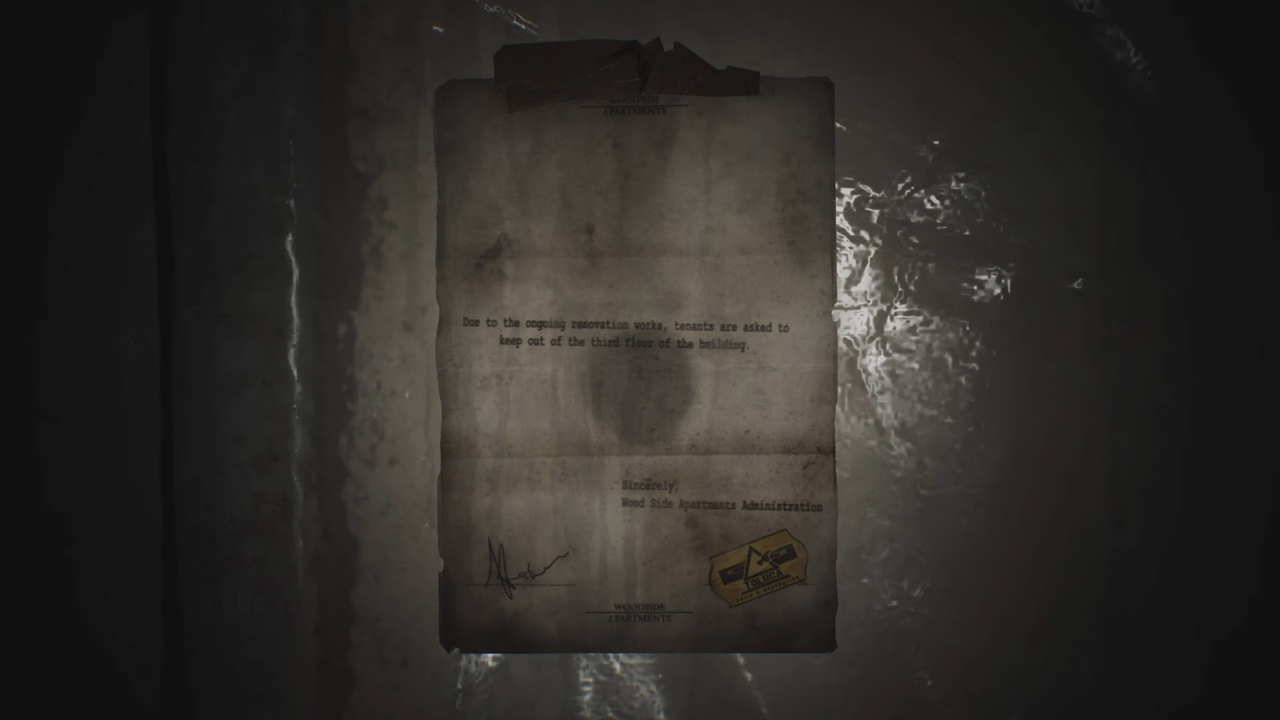 WOODSIDE
APARTMENTS
Due to the ongoing renovation works, tenants are asked to
keep out of the third floor of the building.
Sincerely,
Wood Side Apartments Administration
TOLUCA
WOODSIDE
APARTMENTS